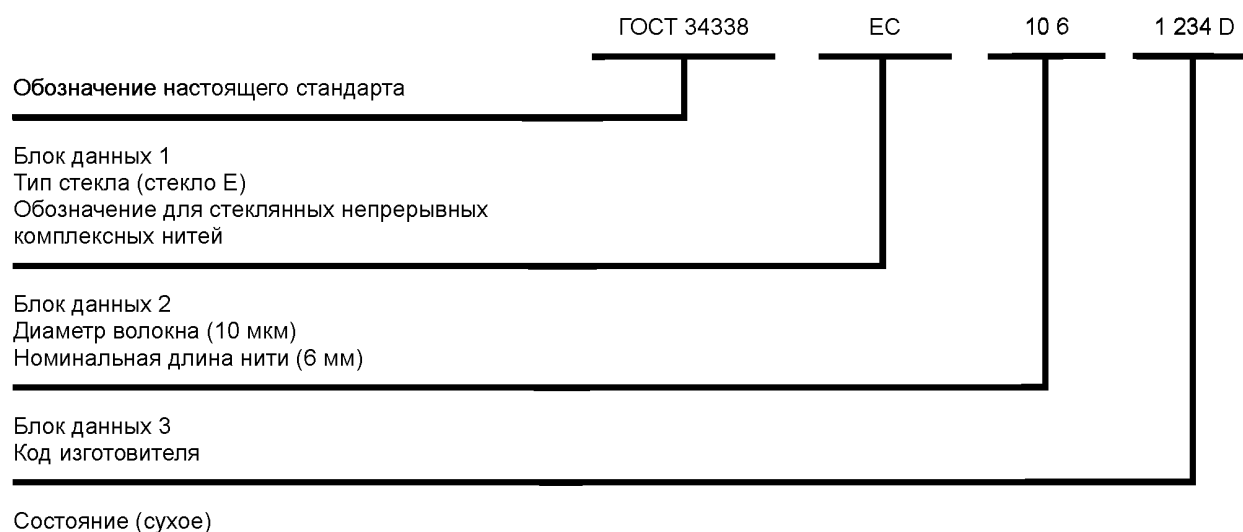 ГОСТ 34338 ЕС 10 6 1 234 D
Обозначение настоящего стандарта
Блок данных 1
Тип стекла (стекло Е)
Обозначение для стеклянных непрерывных
комплексных нитей
Блок данных 2
Диаметр волокна (10 мкм)
Номинальная длина нити (6 мм)
Блок данных 3
Код изготовителя
Состояние (сухое)